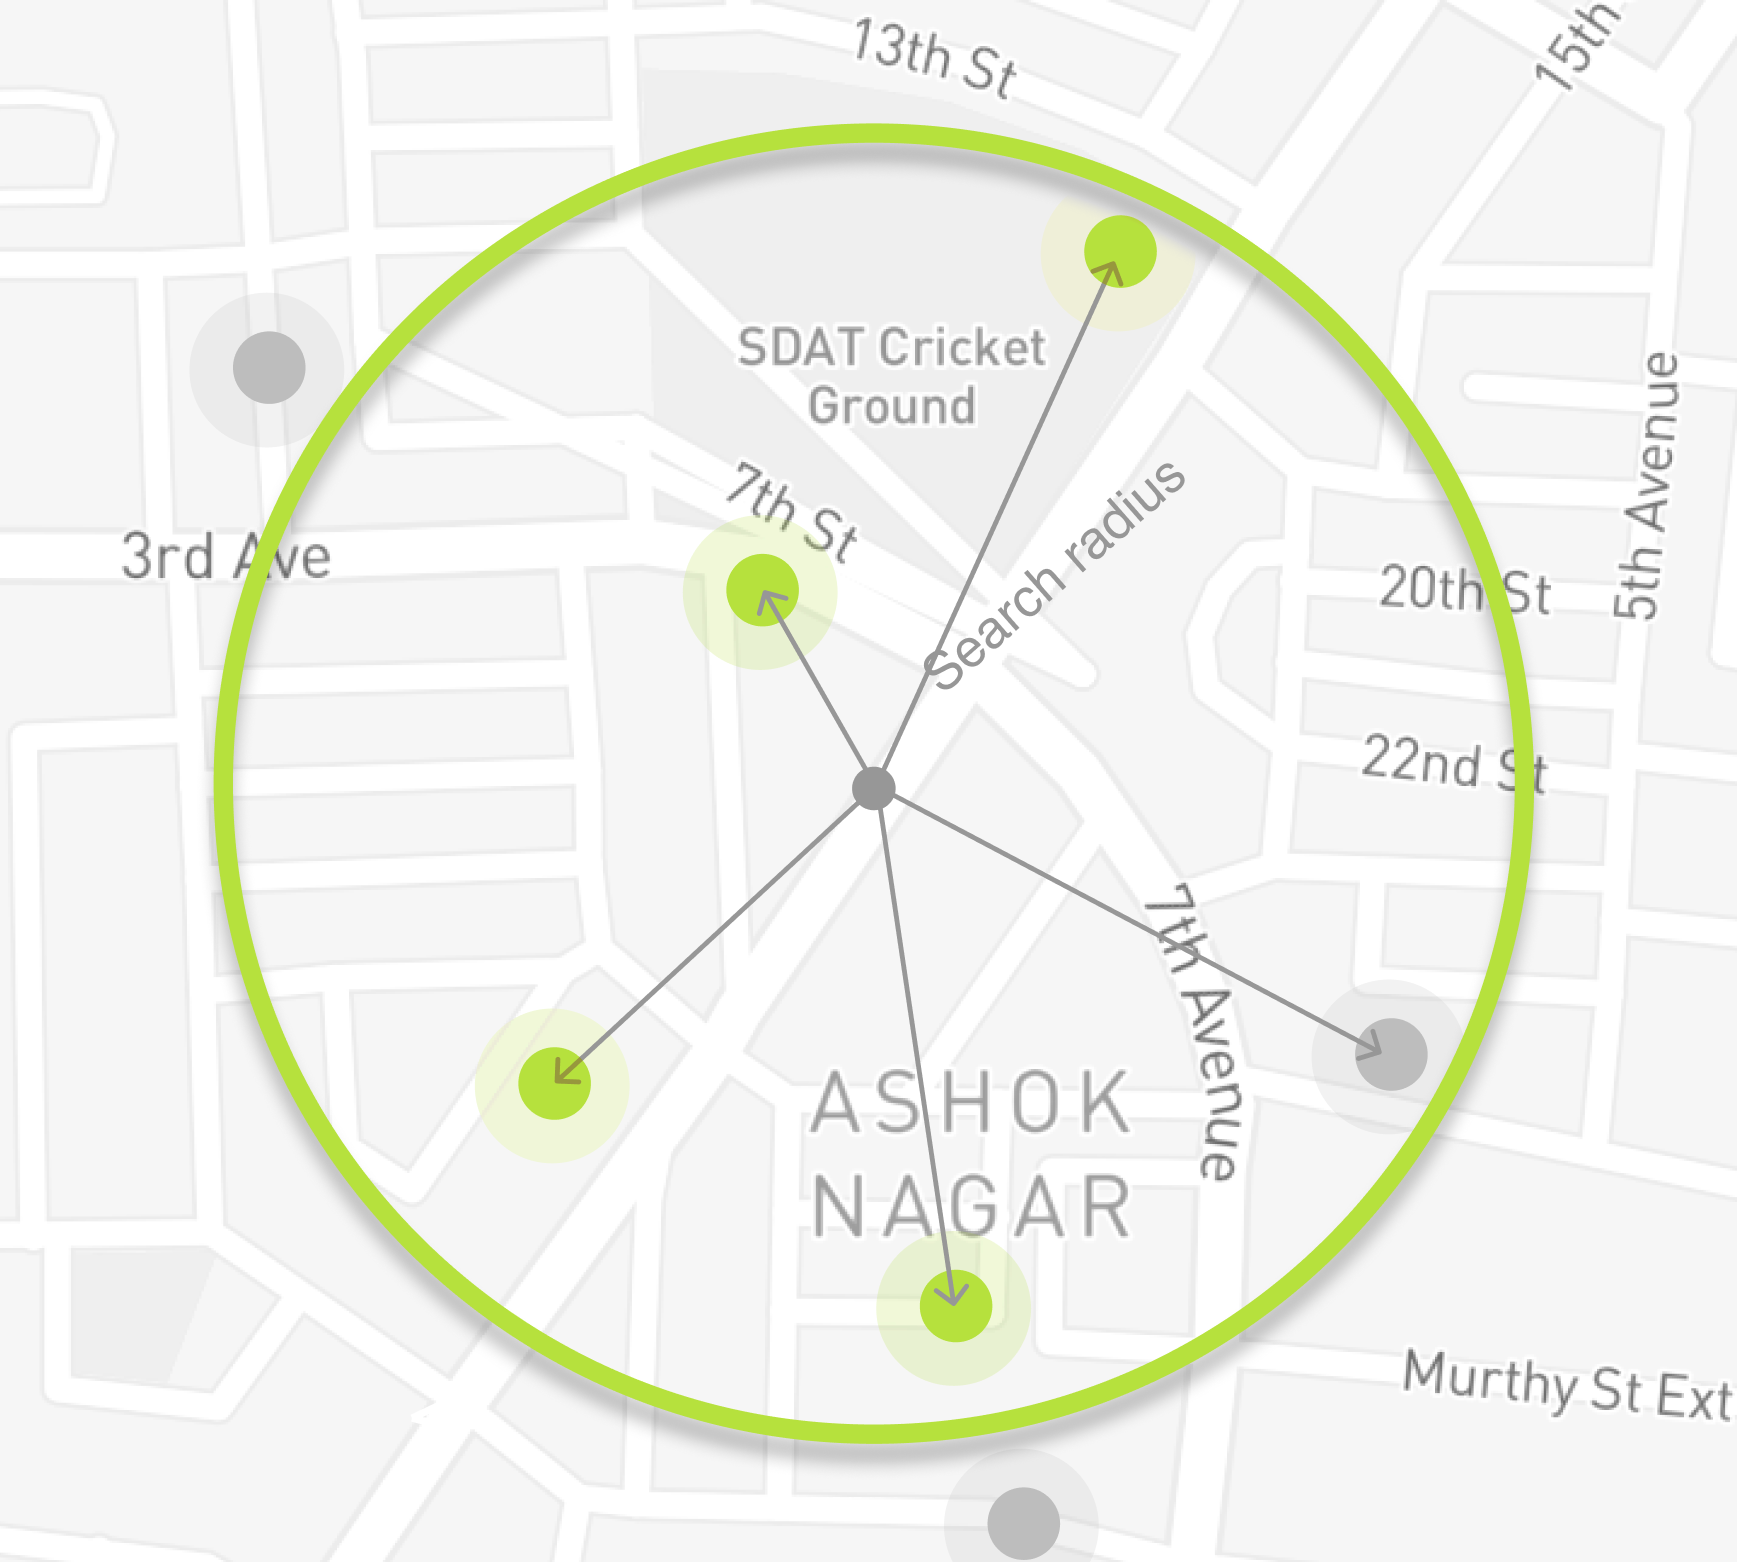 13th St
15th
SDAT Cricket
Ground
7th St
Search radius
3rd Ave
20th St
5th Avenue
22nd St
7th Avenue
ASHOK
NAGAR
Murthy St Ext